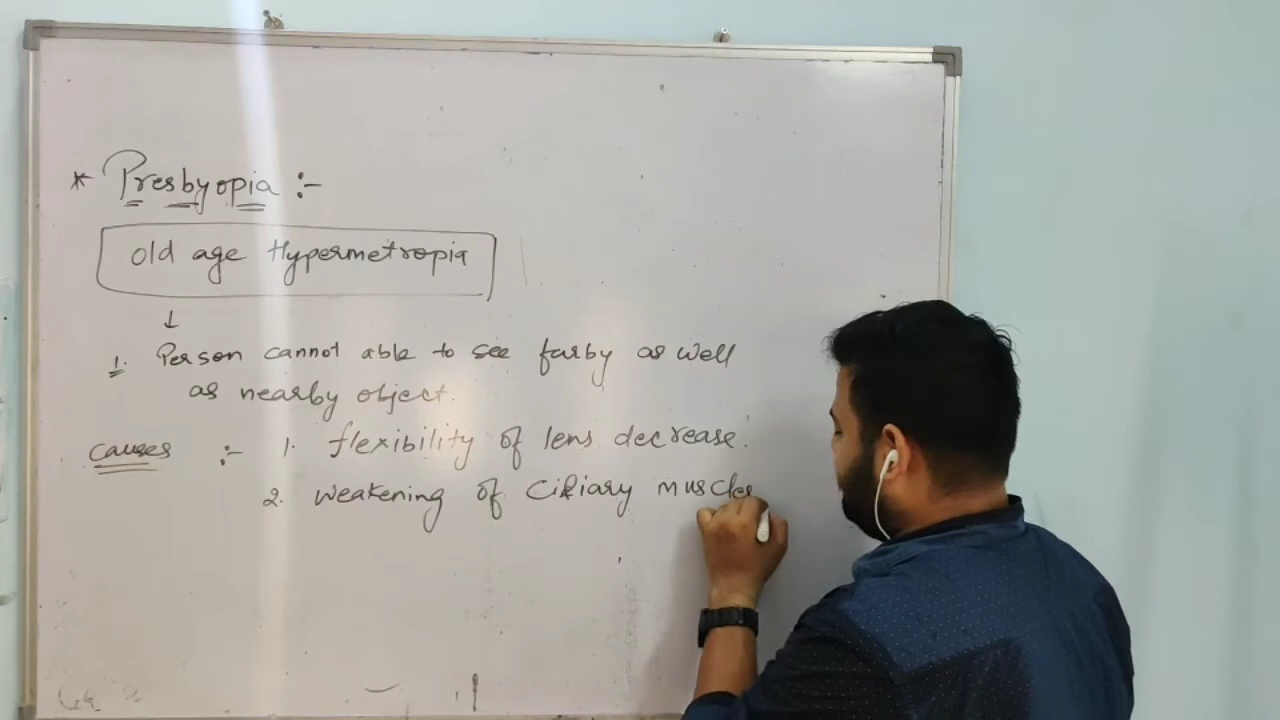 * Presbyopia :-
Old age Hypermetropia
↓
1. Person cannot able to see farby as well
as nearby object.
causes :- 1. flexibility of lens decrease.
2. Weakening of Ciliary muscles